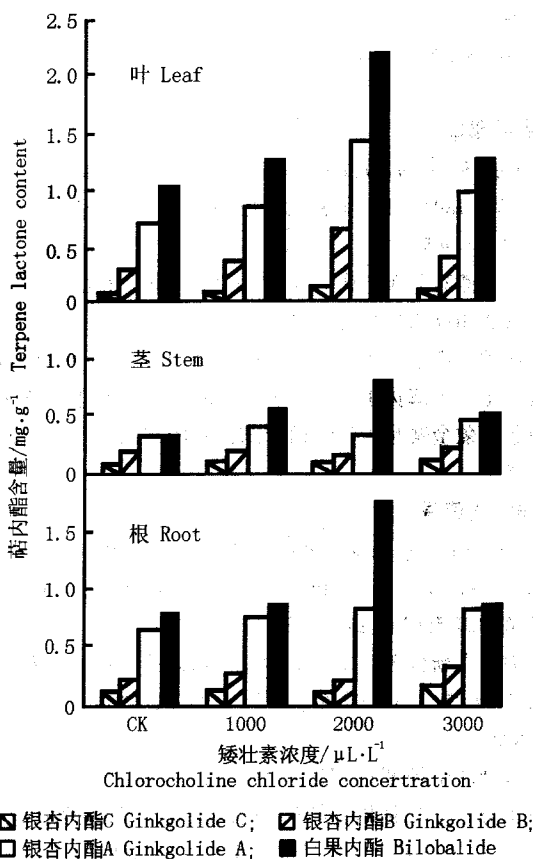 2.5
叶 Leaf
2.0
1.5
1.0
0.5
0
茎 Stem
1.0
0.5
0
根 Root
1.5
1.0
0.5
0
萜内酯含量/mg·g⁻¹ Terpene lactone content
CK 1000 2000 3000
矮壮素浓度/μL·L⁻¹
Chlorocholine chloride concertration
银杏内酯C Ginkgolide C; 银杏内酯B Ginkgolide B;
银杏内酯A Ginkgolide A; 白果内酯 Bilobalide